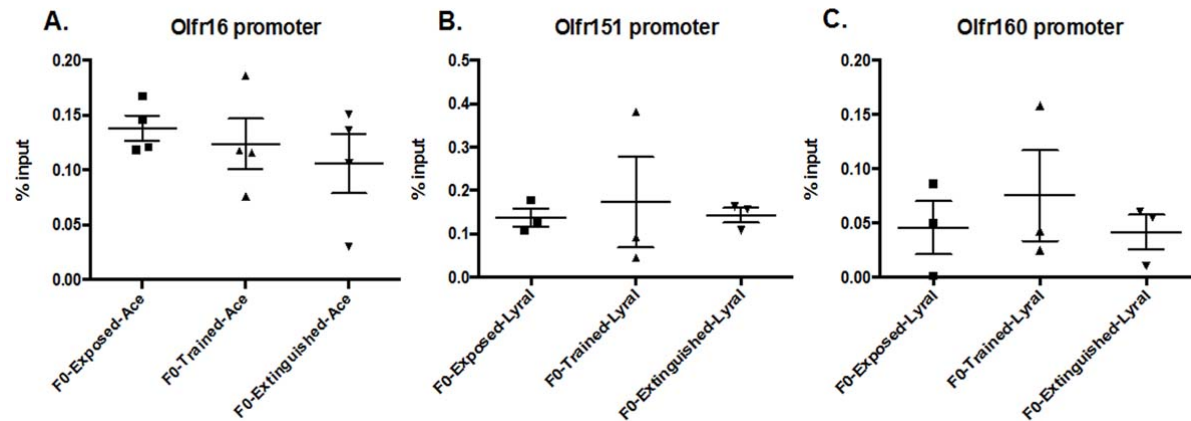 A.
Olfr16 promoter
% input
0.20
0.15
0.10
0.05
0.00
F0-Exposed-Ace
F0-Trained-Ace
F0-Extinguished-Ace
B.
Olfr151 promoter
% input
0.5
0.4
0.3
0.2
0.1
0.0
F0-Exposed-Lyral
F0-Trained-Lyral
F0-Extinguished-Lyral
C.
Olfr160 promoter
% input
0.20
0.15
0.10
0.05
0.00
F0-Exposed-Lyral
F0-Trained-Lyral
F0-Extinguished-Lyral